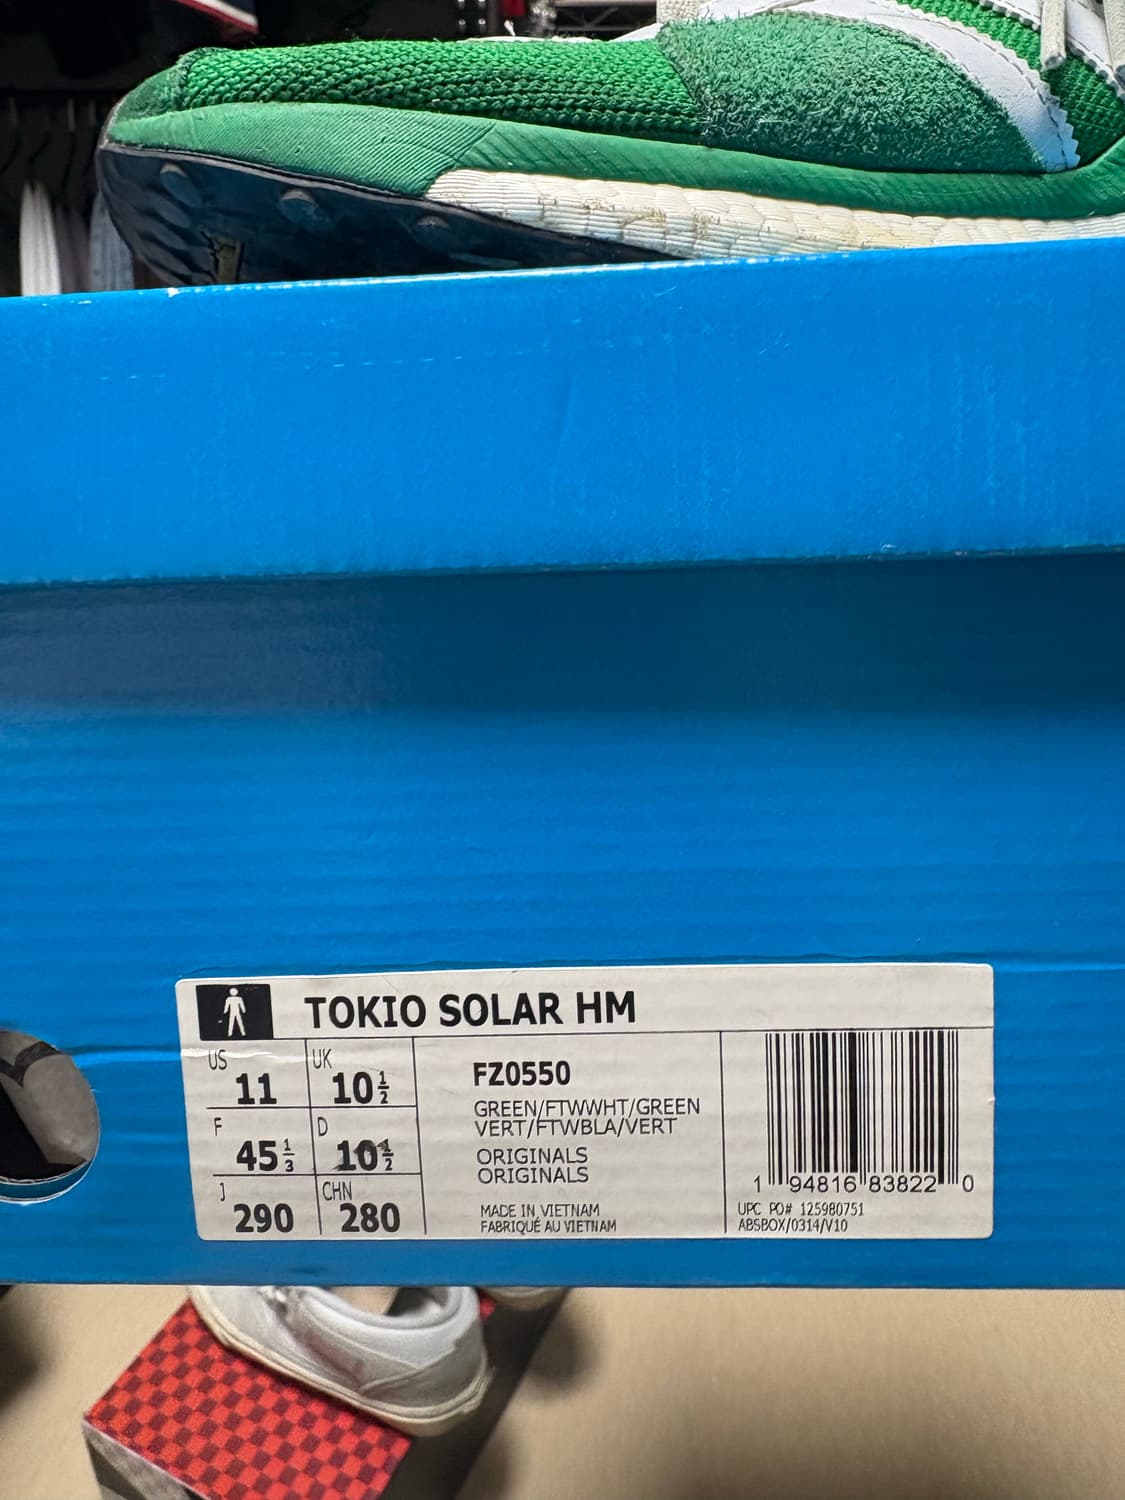 TOKIO SOLAR HM
US
11
UK
10 1/2
F
45 1/3
D
10 1/2
J
290
CHN
280
FZ0550
GREEN/FTWWHT/GREEN
VERT/FTWBLA/VERT
ORIGINALS
ORIGINALS
MADE IN VIETNAM
FABRIQUÉ AU VIETNAM
1 94816 83822 0
UPC PO# 125980751
ABSBOX/0314/V10